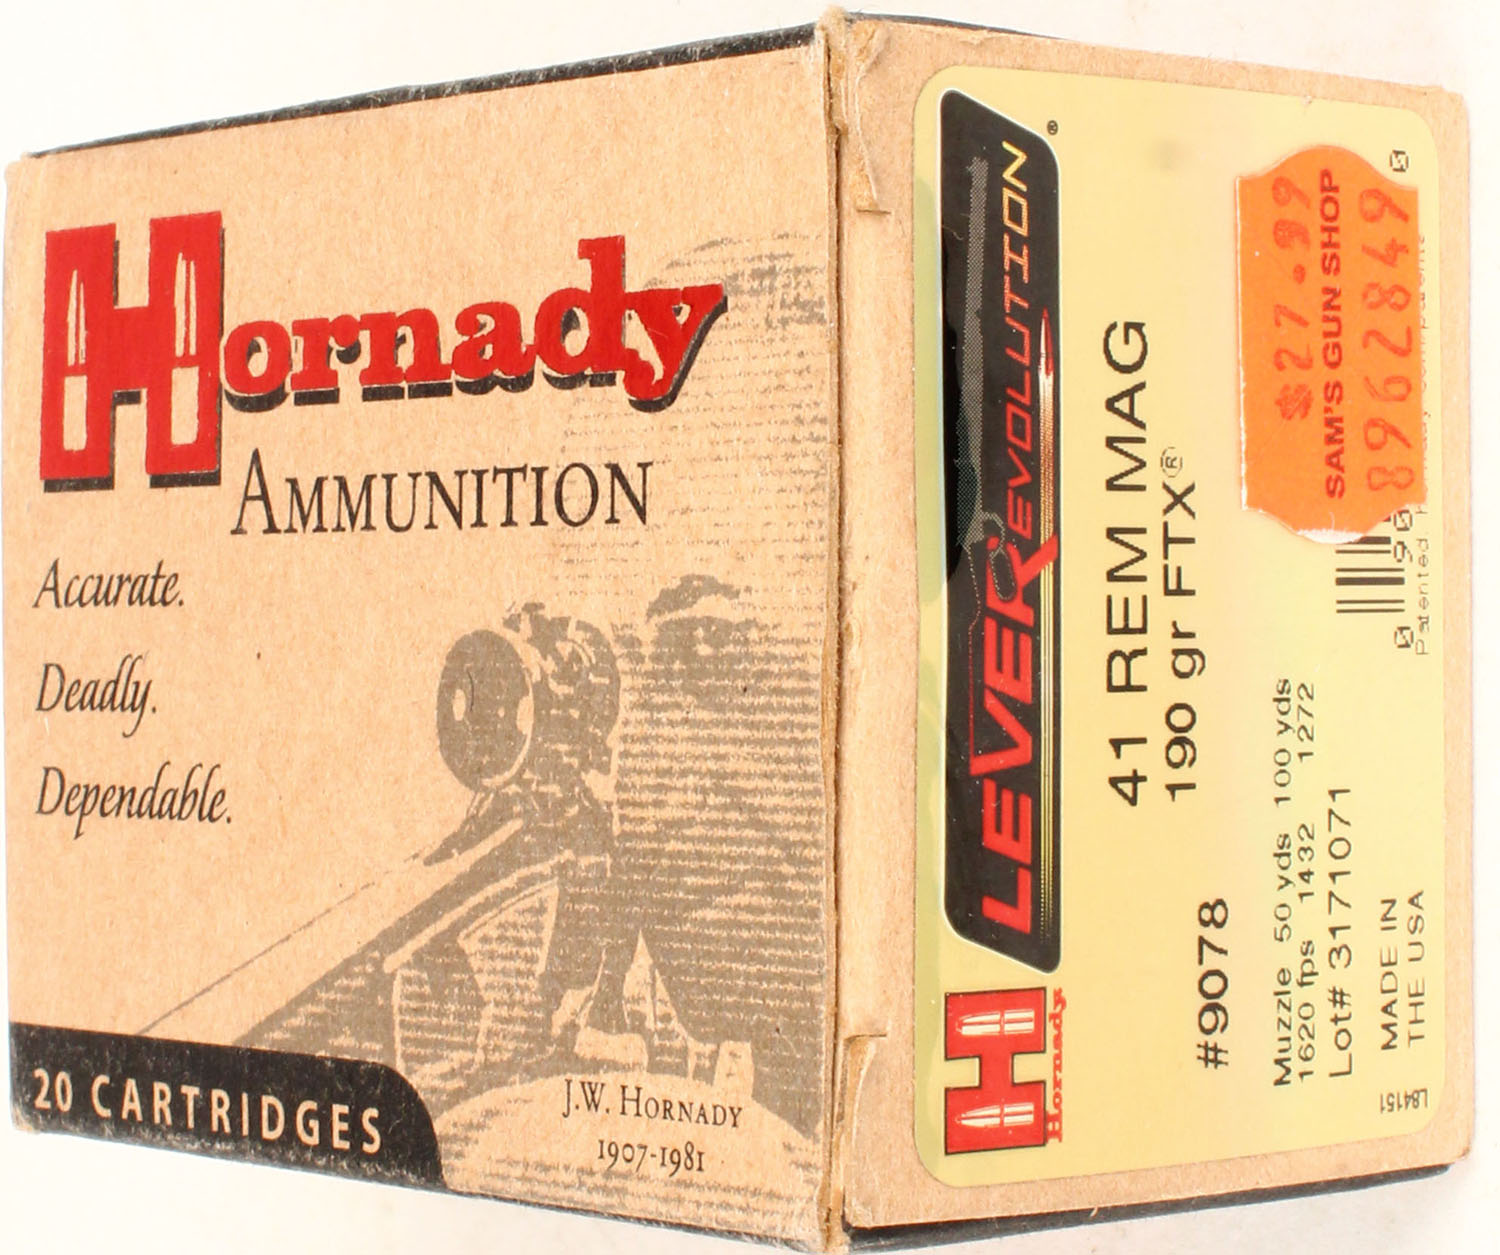 Hornady
AMMUNITION
Accurate.
Deadly.
Dependable.
20 CARTRIDGES
J.W. HORNADY
1907-1981
LEVERevolution®
Hornady
41 REM MAG
190 gr FTX®
#9078
Muzzle 50 yds 100 yds
1620 fps 1432 1272
Lot# 3171071
MADE IN
THE USA
L84151
$27.99
SAM'S GUN SHOP
8962849
Patented